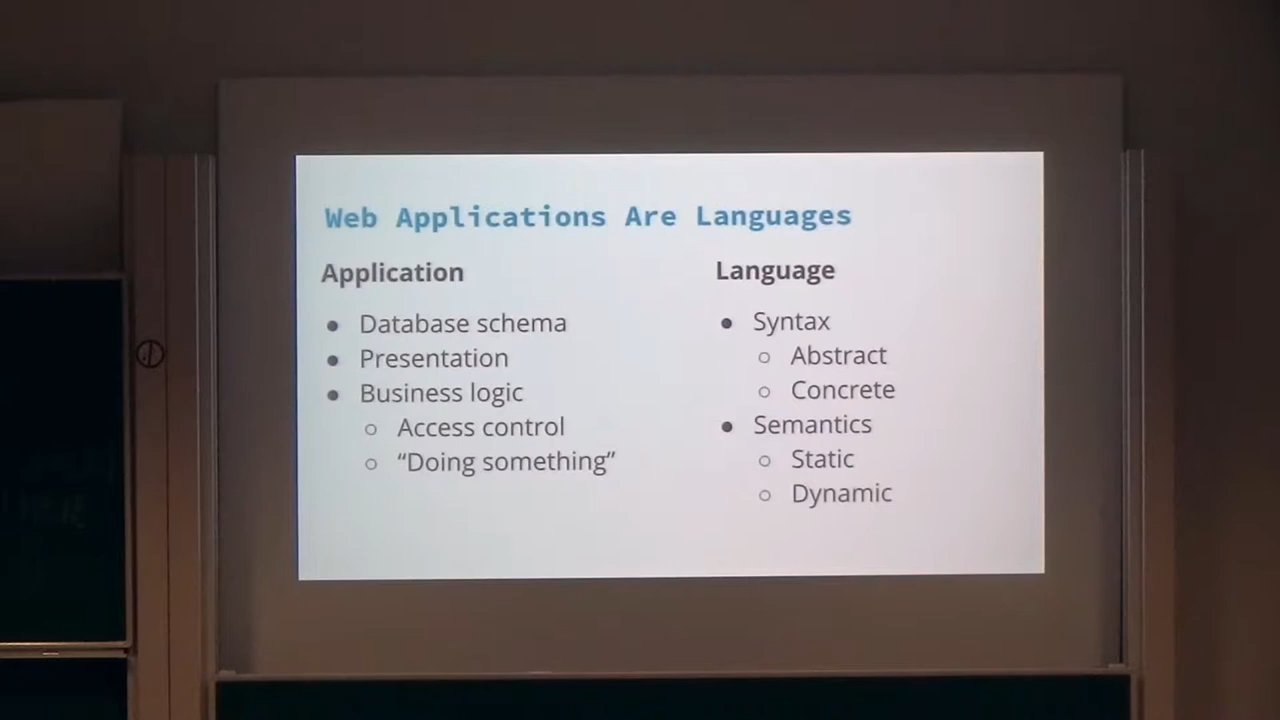 Web Applications Are Languages
Application
Database schema
Presentation
Business logic
Access control
“Doing something”
Language
Syntax
Abstract
Concrete
Semantics
Static
Dynamic